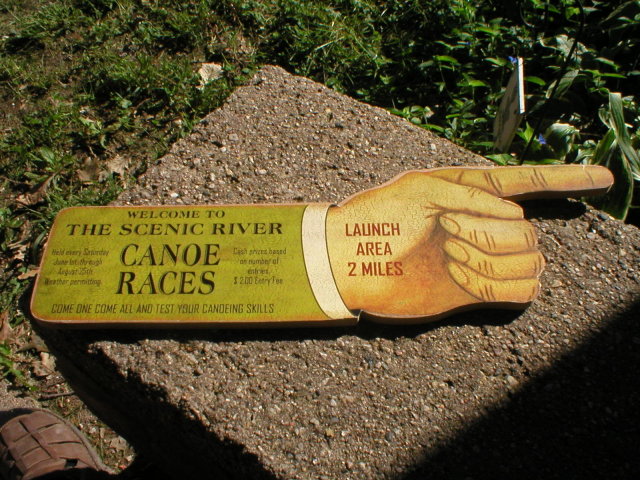 WELCOME TO
THE SCENIC RIVER
Held every Saturday
June 1st. through
August 25th.
Weather permitting.
CANOE
RACES
Cash prizes based
on number of
entries.
$ 2.00 Entry Fee
COME ONE COME ALL AND TEST YOUR CANOEING SKILLS
LAUNCH
AREA
2 MILES